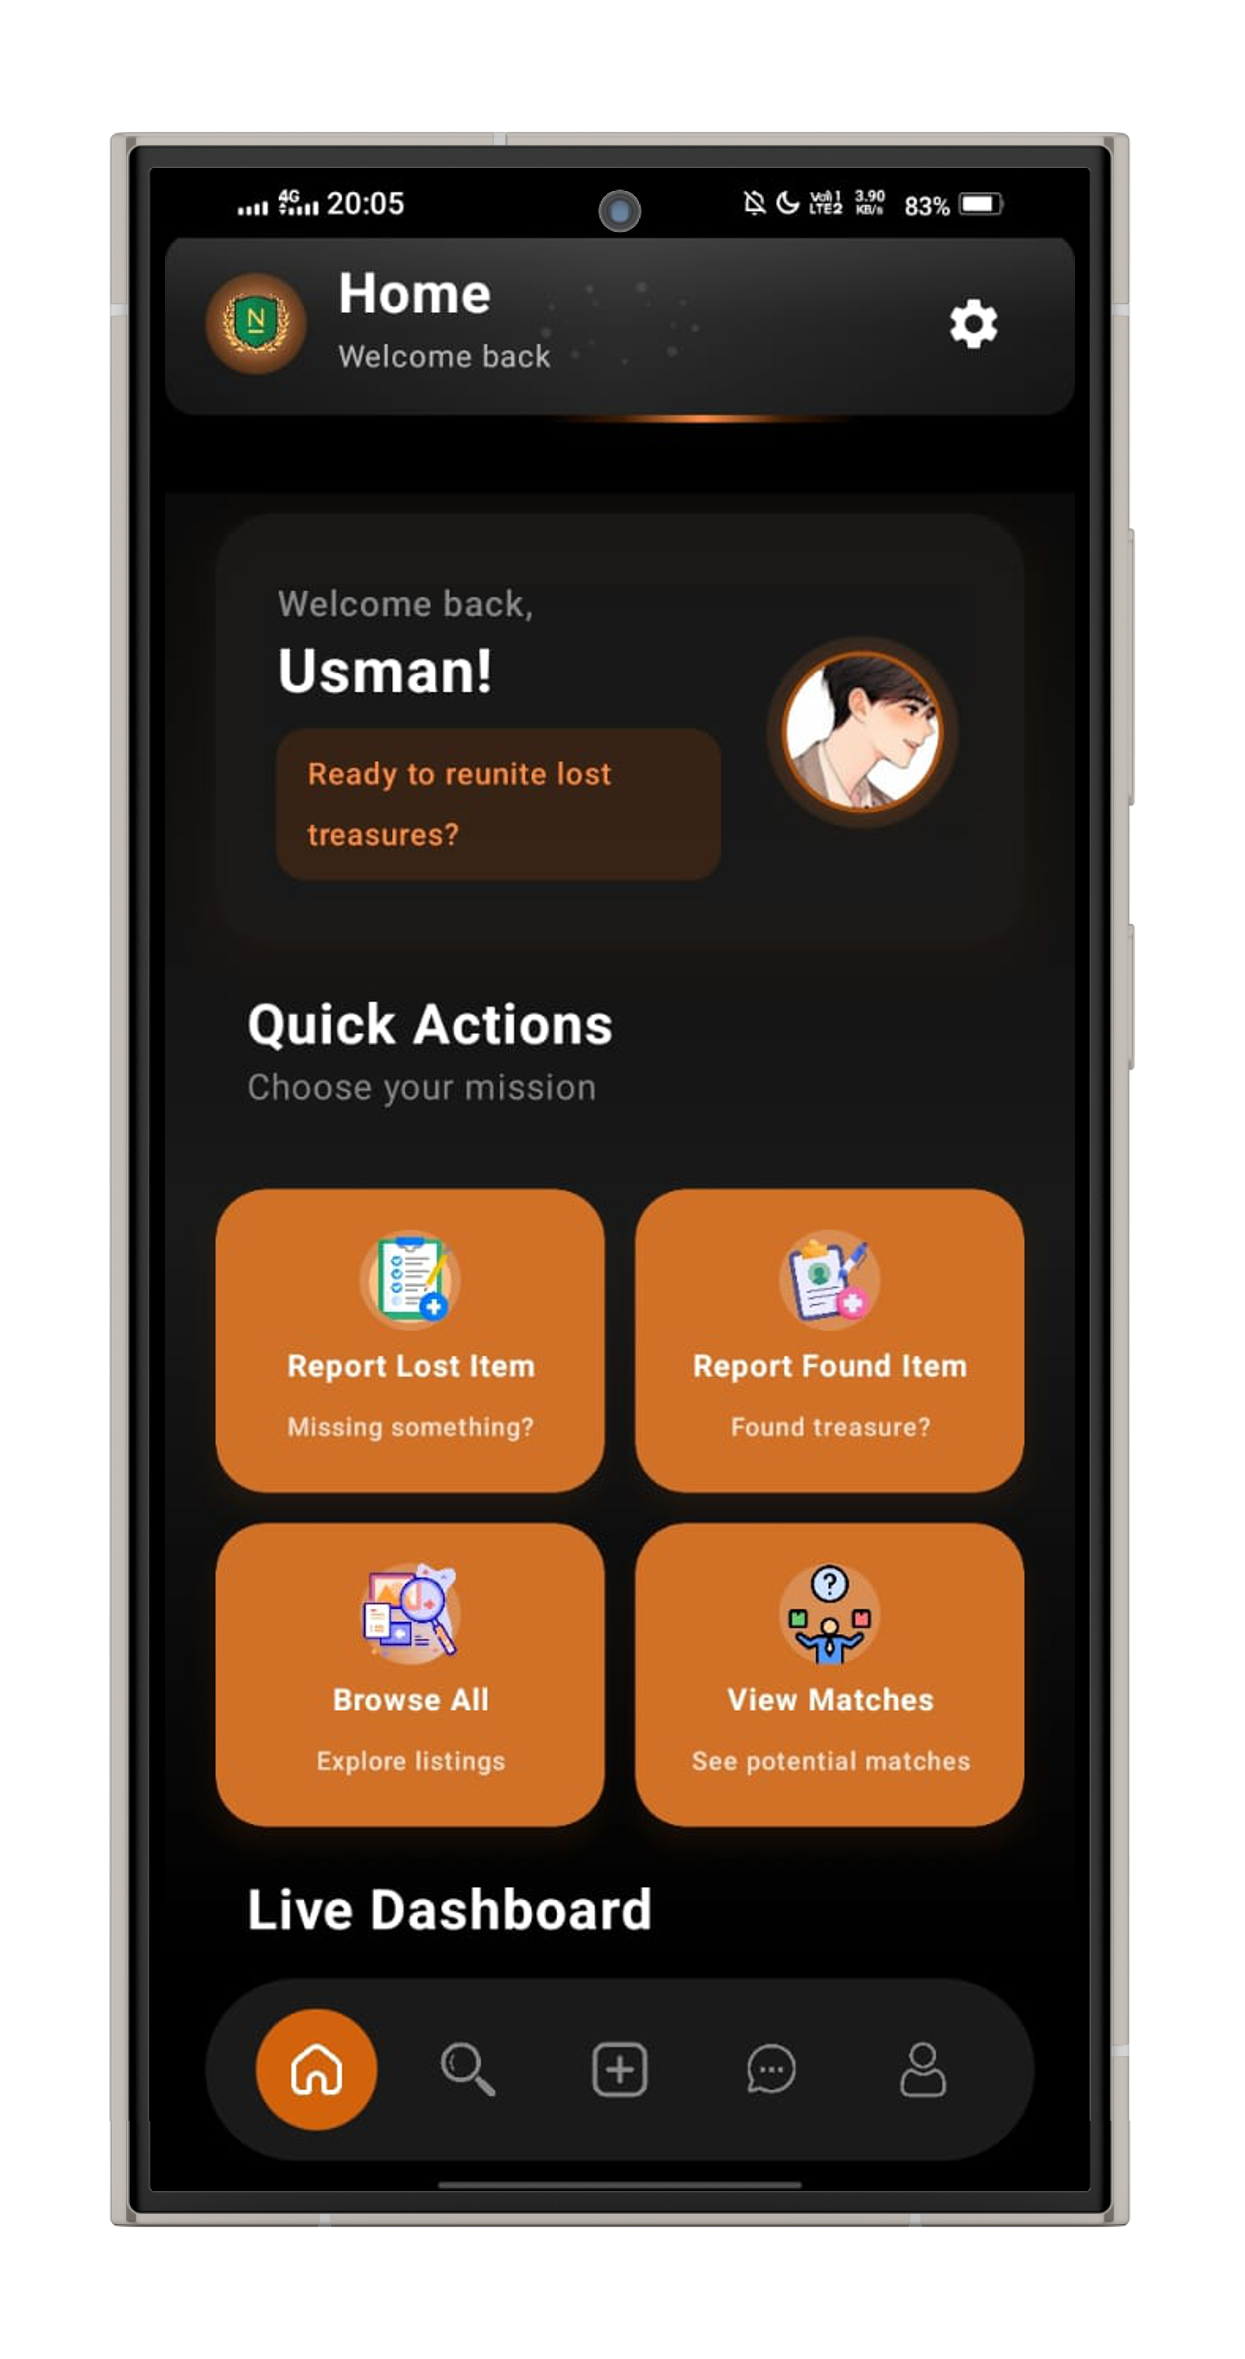 4G 20:05 Vo) 1 LTE2 3.90 KB/s 83%
N
Home
Welcome back
Welcome back,
Usman!
Ready to reunite lost
treasures?
Quick Actions
Choose your mission
Report Lost Item
Missing something?
Report Found Item
Found treasure?
Browse All
Explore listings
?
View Matches
See potential matches
Live Dashboard